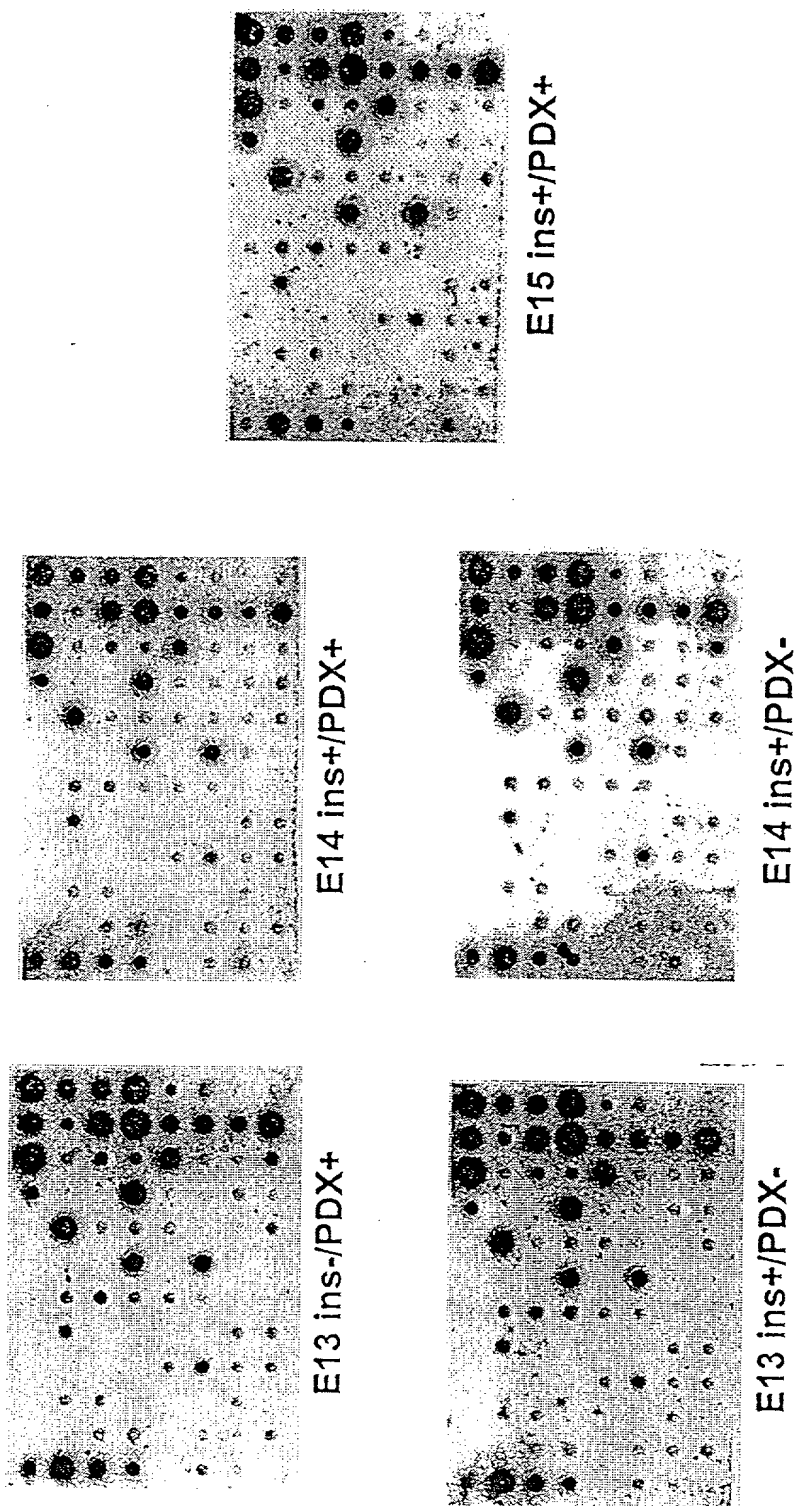 E13 ins-/PDX+
E14 ins+/PDX+
E15 ins+/PDX+
E13 ins+/PDX-
E14 ins+/PDX-